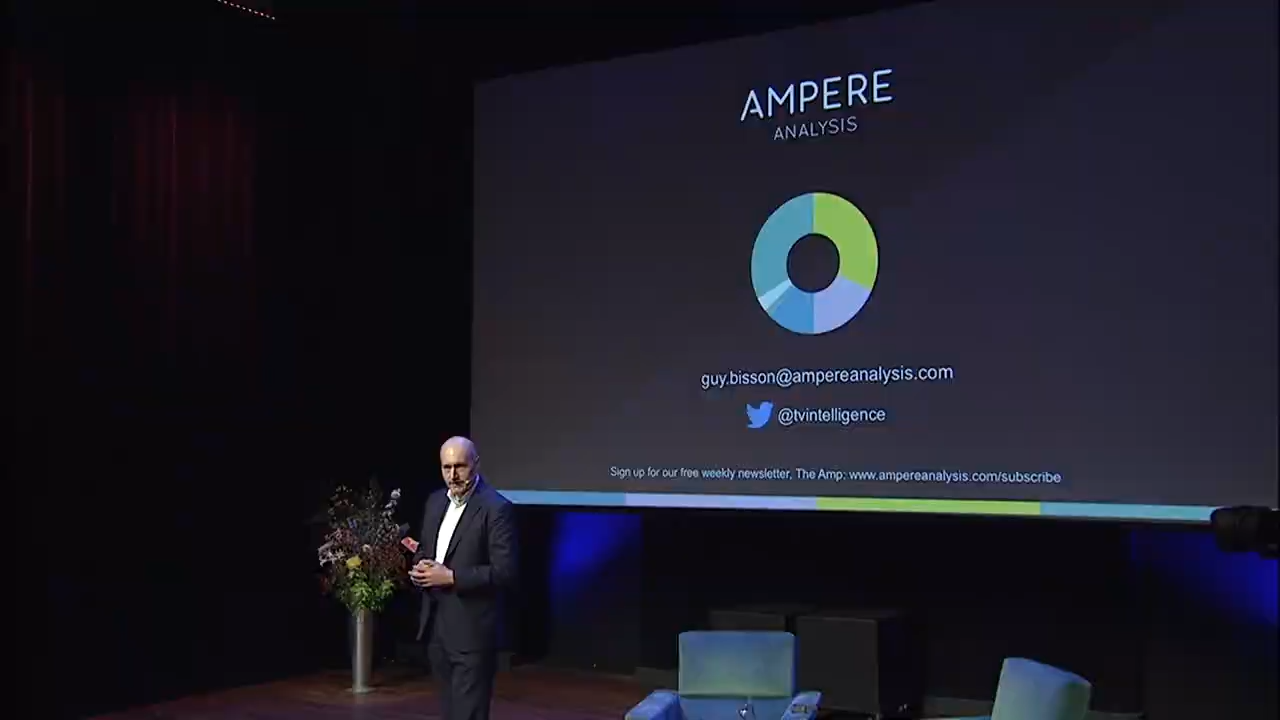 AMPERE
ANALYSIS
guy.bisson@ampereanalysis.com
@tvintelligence
Sign up for our free weekly newsletter, The Amp: www.ampereanalysis.com/subscribe